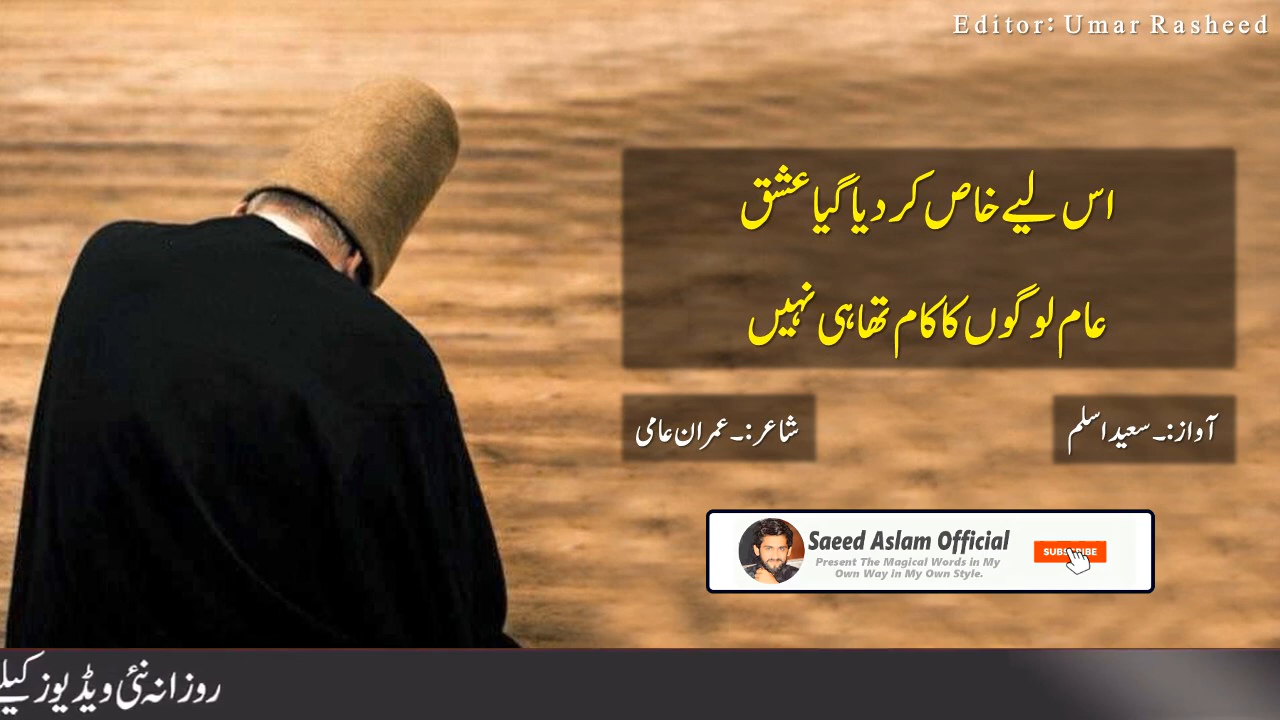 Editor: Umar Rasheed
اس لیے خاص کر دیا گیا عشق
عام لوگوں کا کام تھا ہی نہیں
آواز:۔ سعید اسلم
شاعر:۔ عمران عامی
Saeed Aslam Official
Present The Magical Words in My
Own Way in My Own Style.
SUBSCRIBE
روزانہ نئی ویڈیوز